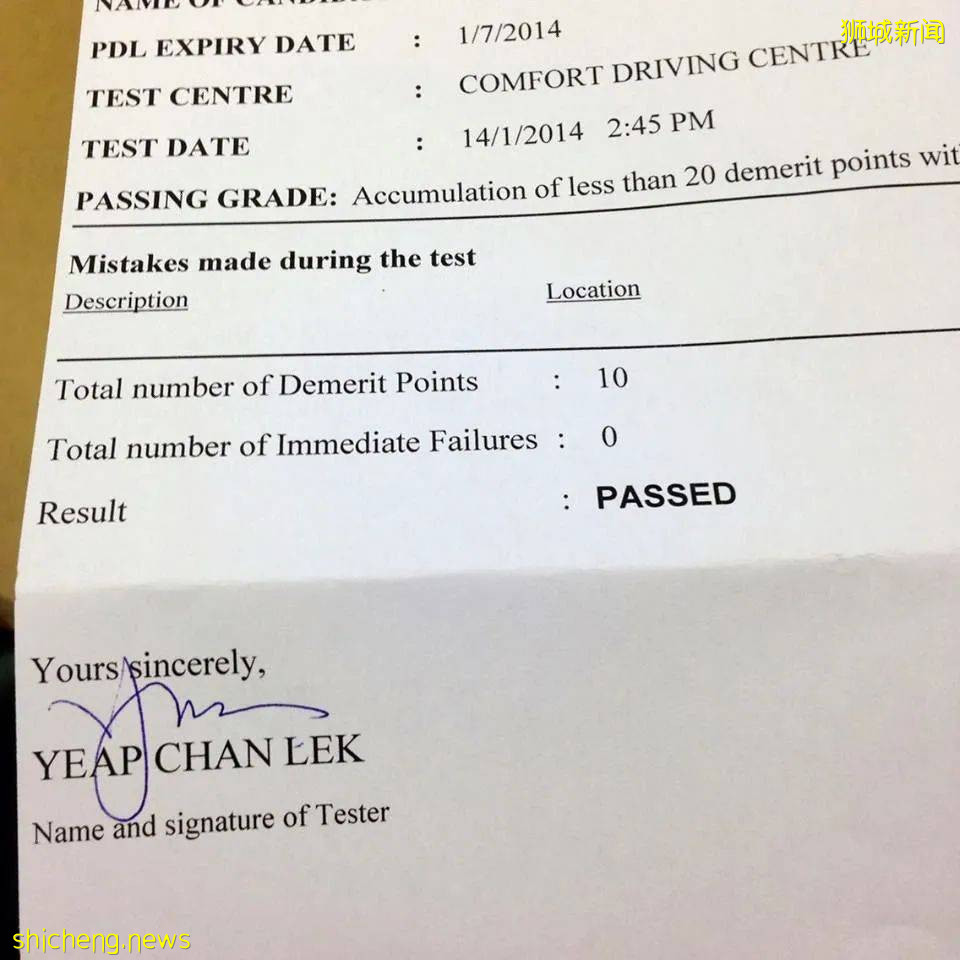 NAME OF
狮城新闻
PDL EXPIRY DATE : 1/7/2014
TEST CENTRE : COMFORT DRIVING CENTRE
TEST DATE : 14/1/2014 2:45 PM
PASSING GRADE: Accumulation of less than 20 demerit points
Mistakes made during the test
Description Location
Total number of Demerit Points : 10
Total number of Immediate Failures : 0
Result : PASSED
Yours sincerely,
YEAP CHAN LEK
Name and signature of Tester
shicheng.news